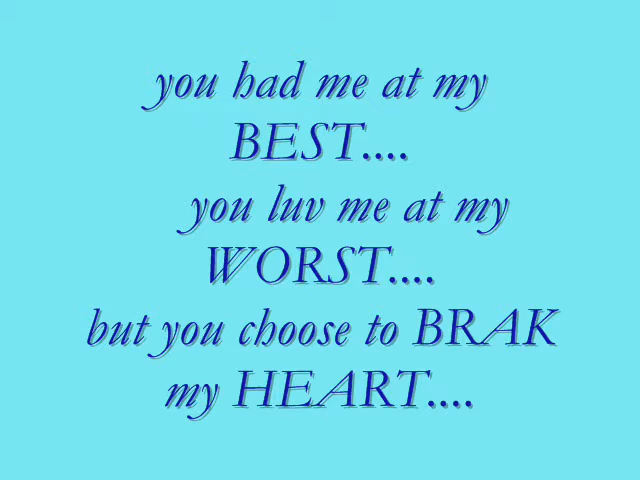 you had me at my
BEST....
you luv me at my
WORST....
but you choose to BRAK
my HEART....